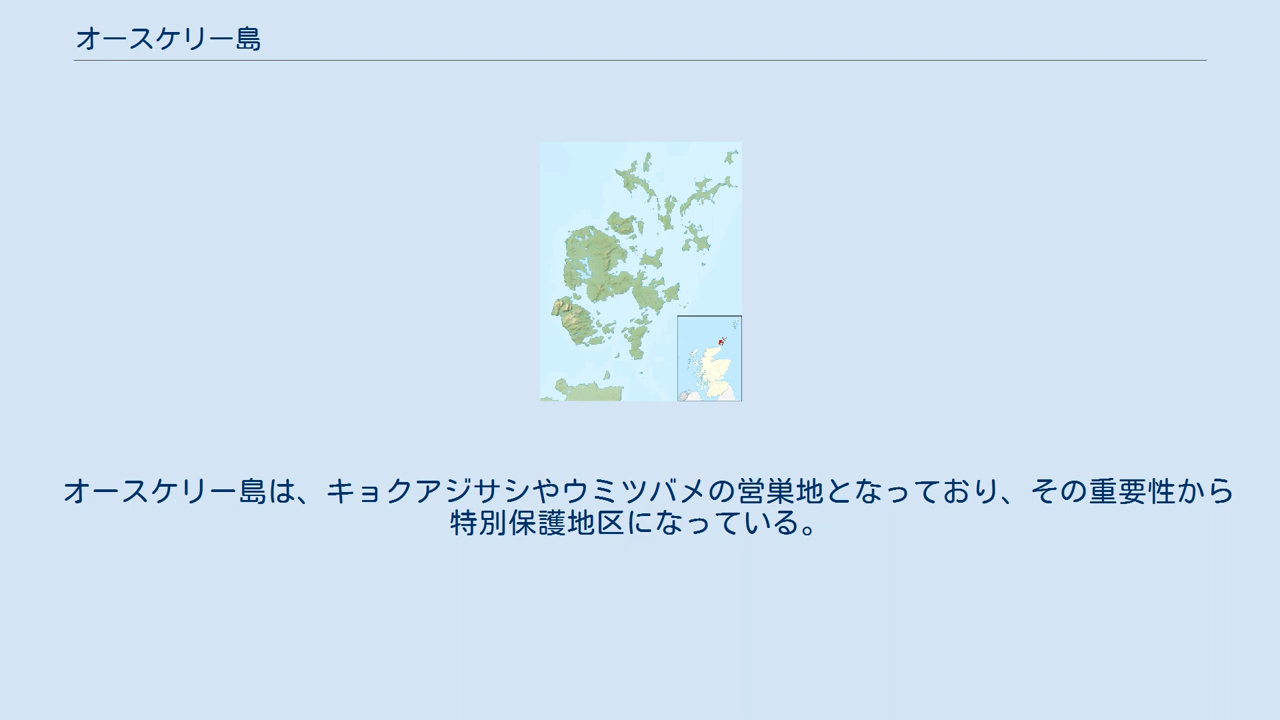 オースケリー島
オースケリー島は、キョクアジサシやウミツバメの営巣地となっており、その重要性から
特別保護地区になっている。